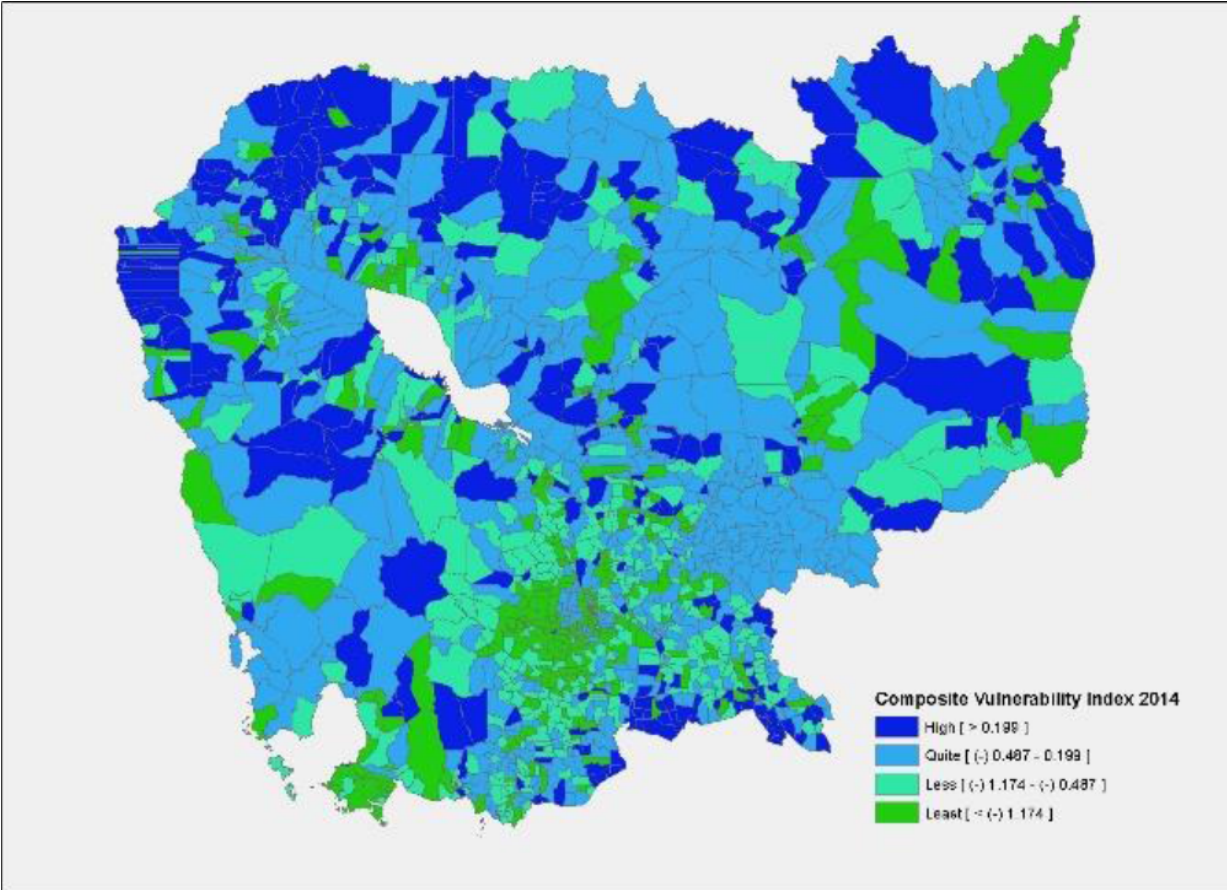 Composite Vulnerability Index 2014
High [ > 0.199 ]
Quite [ (-) 0.487 - 0.199 ]
Less [ (-) 1.174 - (-) 0.487 ]
Least [ < (-) 1.174 ]